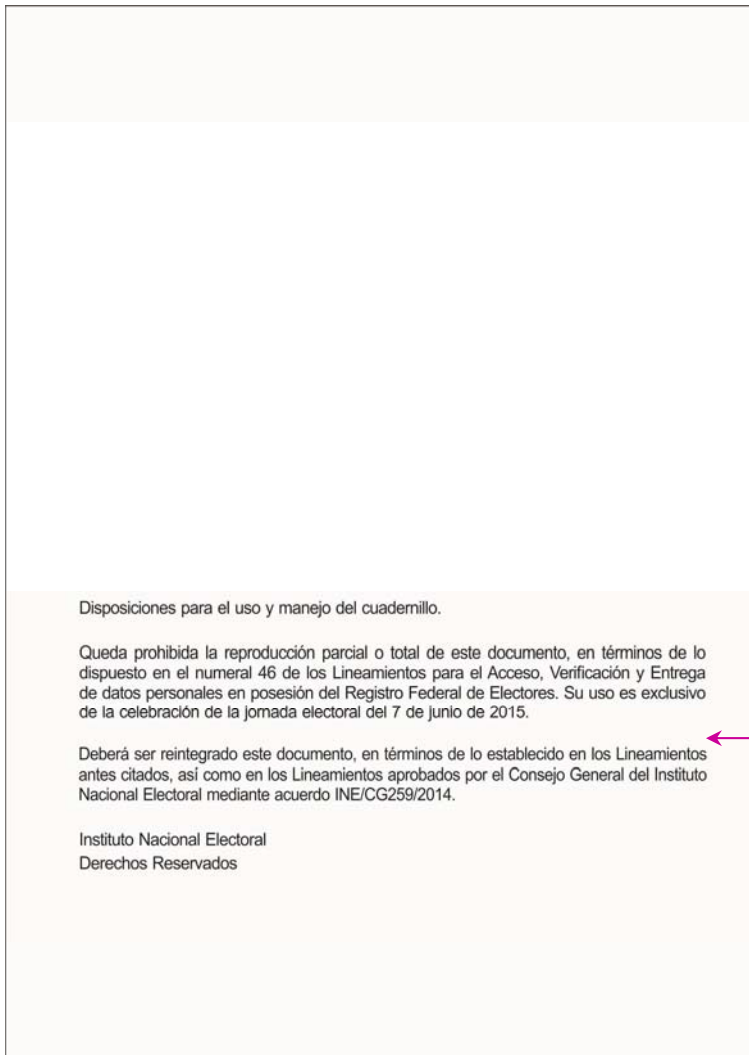 Disposiciones para el uso y manejo del cuadernillo.
Queda prohibida la reproducción parcial o total de este documento, en términos de lo
dispuesto en el numeral 46 de los Lineamientos para el Acceso, Verificación y Entrega
de datos personales en posesión del Registro Federal de Electores. Su uso es exclusivo
de la celebración de la jornada electoral del 7 de junio de 2015.
Deberá ser reintegrado este documento, en términos de lo establecido en los Lineamientos
antes citados, así como en los Lineamientos aprobados por el Consejo General del Instituto
Nacional Electoral mediante acuerdo INE/CG259/2014.
Instituto Nacional Electoral
Derechos Reservados